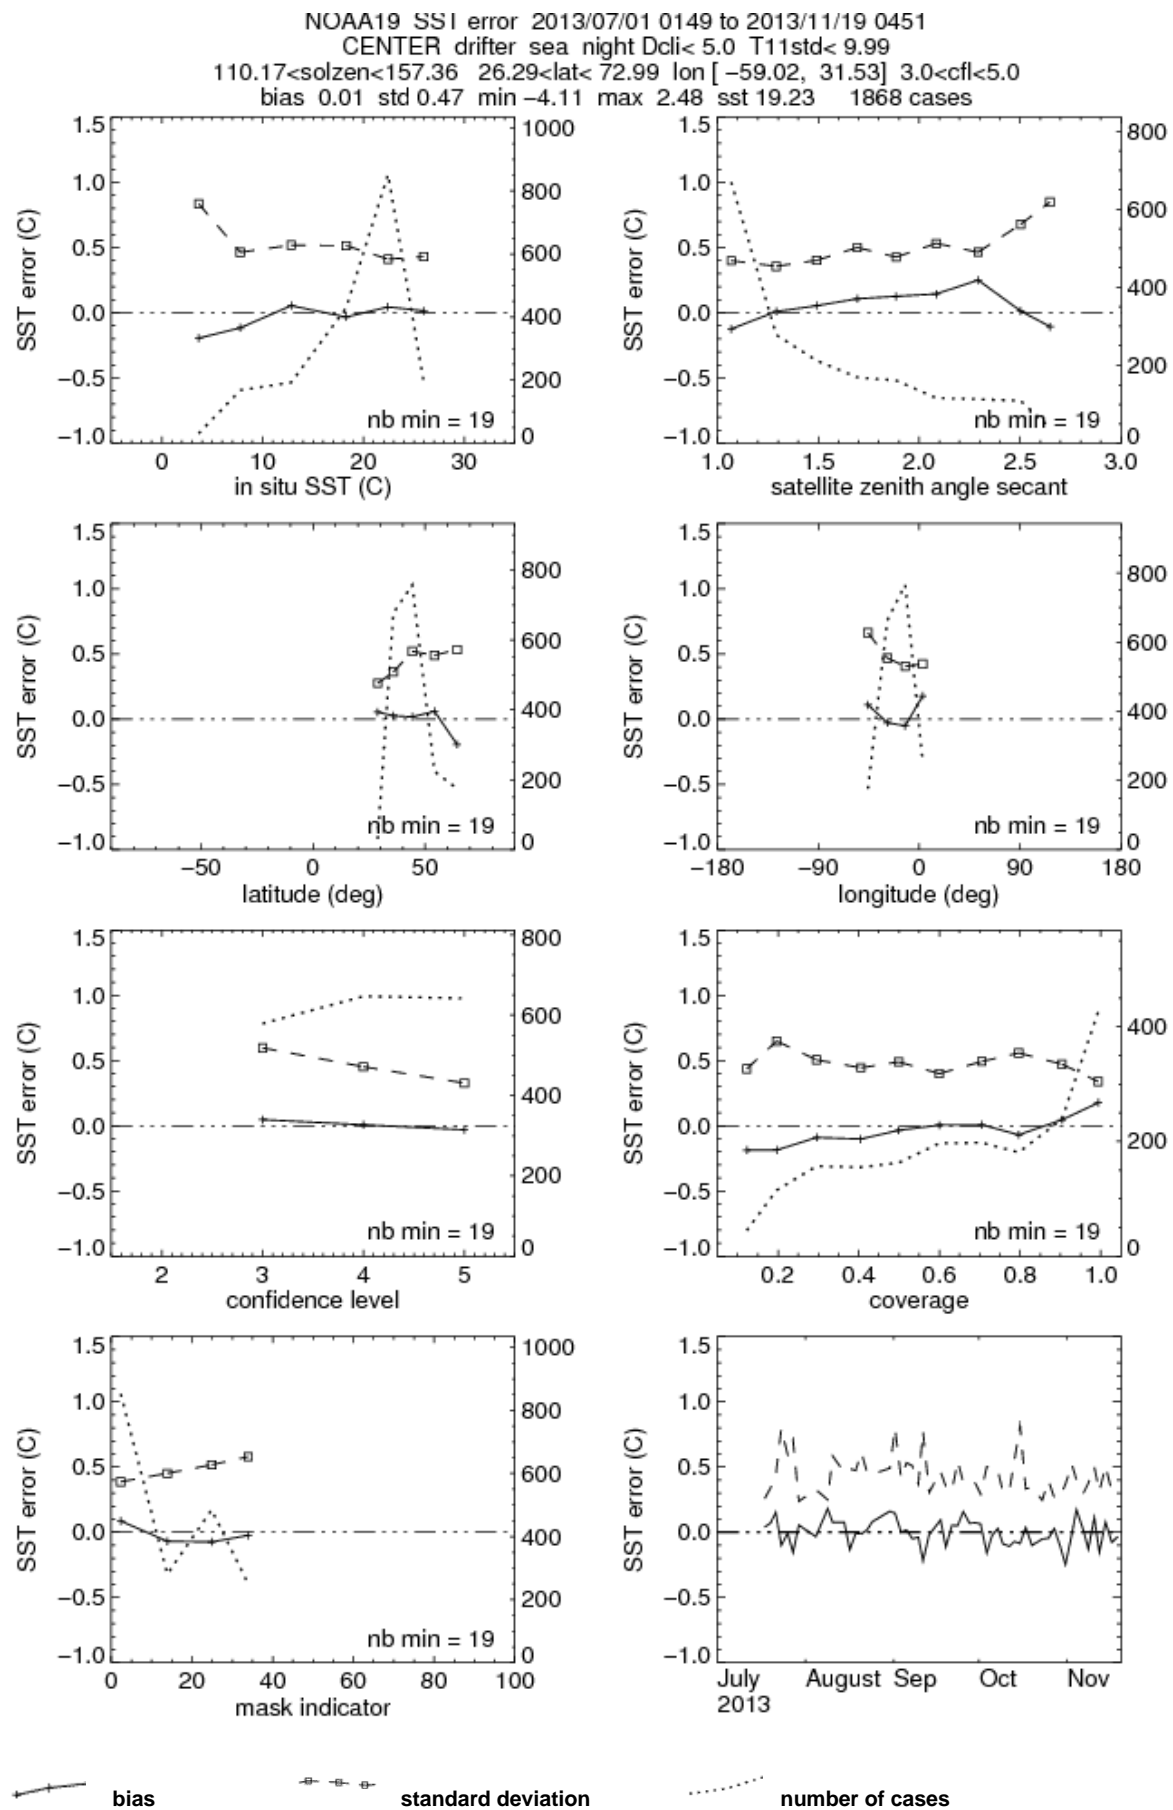 NOAA19 SST error 2013/07/01 0149 to 2013/11/19 0451
CENTER drifter sea night Dcli< 5.0 T11std< 9.99
110.17<solzen<157.36 26.29<lat< 72.99 lon [ −59.02, 31.53] 3.0<cfl<5.0
bias 0.01 std 0.47 min −4.11 max 2.48 sst 19.23 1868 cases
1.5
1.0
0.5
0.0
−0.5
−1.0
SST error (C)
1000
800
600
400
200
0
nb min = 19
0 10 20 30
in situ SST (C)
1.5
1.0
0.5
0.0
−0.5
−1.0
SST error (C)
800
600
400
200
0
nb min = 19
1.0 1.5 2.0 2.5 3.0
satellite zenith angle secant
1.5
1.0
0.5
0.0
−0.5
−1.0
SST error (C)
800
600
400
200
0
nb min = 19
−50 0 50
latitude (deg)
1.5
1.0
0.5
0.0
−0.5
−1.0
SST error (C)
800
600
400
200
0
nb min = 19
−180 −90 0 90 180
longitude (deg)
1.5
1.0
0.5
0.0
−0.5
−1.0
SST error (C)
800
600
400
200
0
nb min = 19
2 3 4 5
confidence level
1.5
1.0
0.5
0.0
−0.5
−1.0
SST error (C)
400
200
0
nb min = 19
0.2 0.4 0.6 0.8 1.0
coverage
1.5
1.0
0.5
0.0
−0.5
−1.0
SST error (C)
1000
800
600
400
200
0
nb min = 19
0 20 40 60 80 100
mask indicator
1.5
1.0
0.5
0.0
−0.5
−1.0
SST error (C)
July August Sep Oct Nov
2013
bias standard deviation number of cases